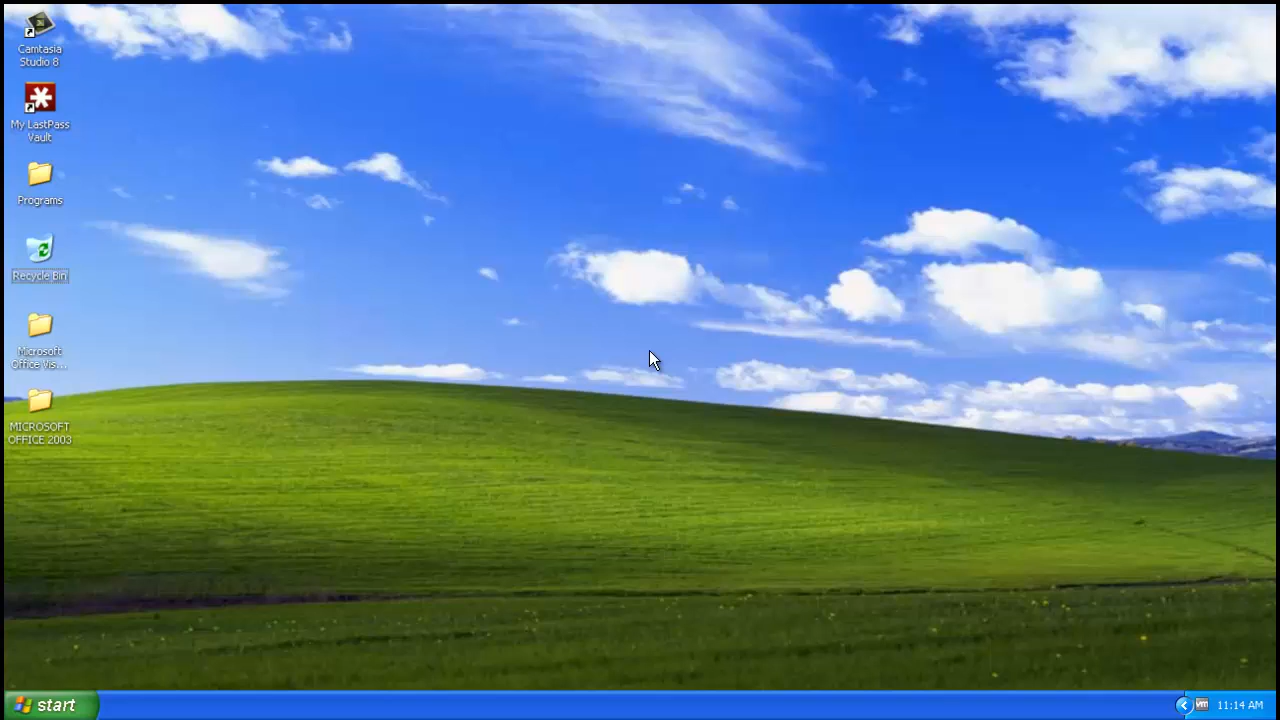 Camtasia
Studio 8
My LastPass
Vault
Programs
Recycle Bin
Microsoft
Office Vis...
MICROSOFT
OFFICE 2003
start
vm
11:14 AM